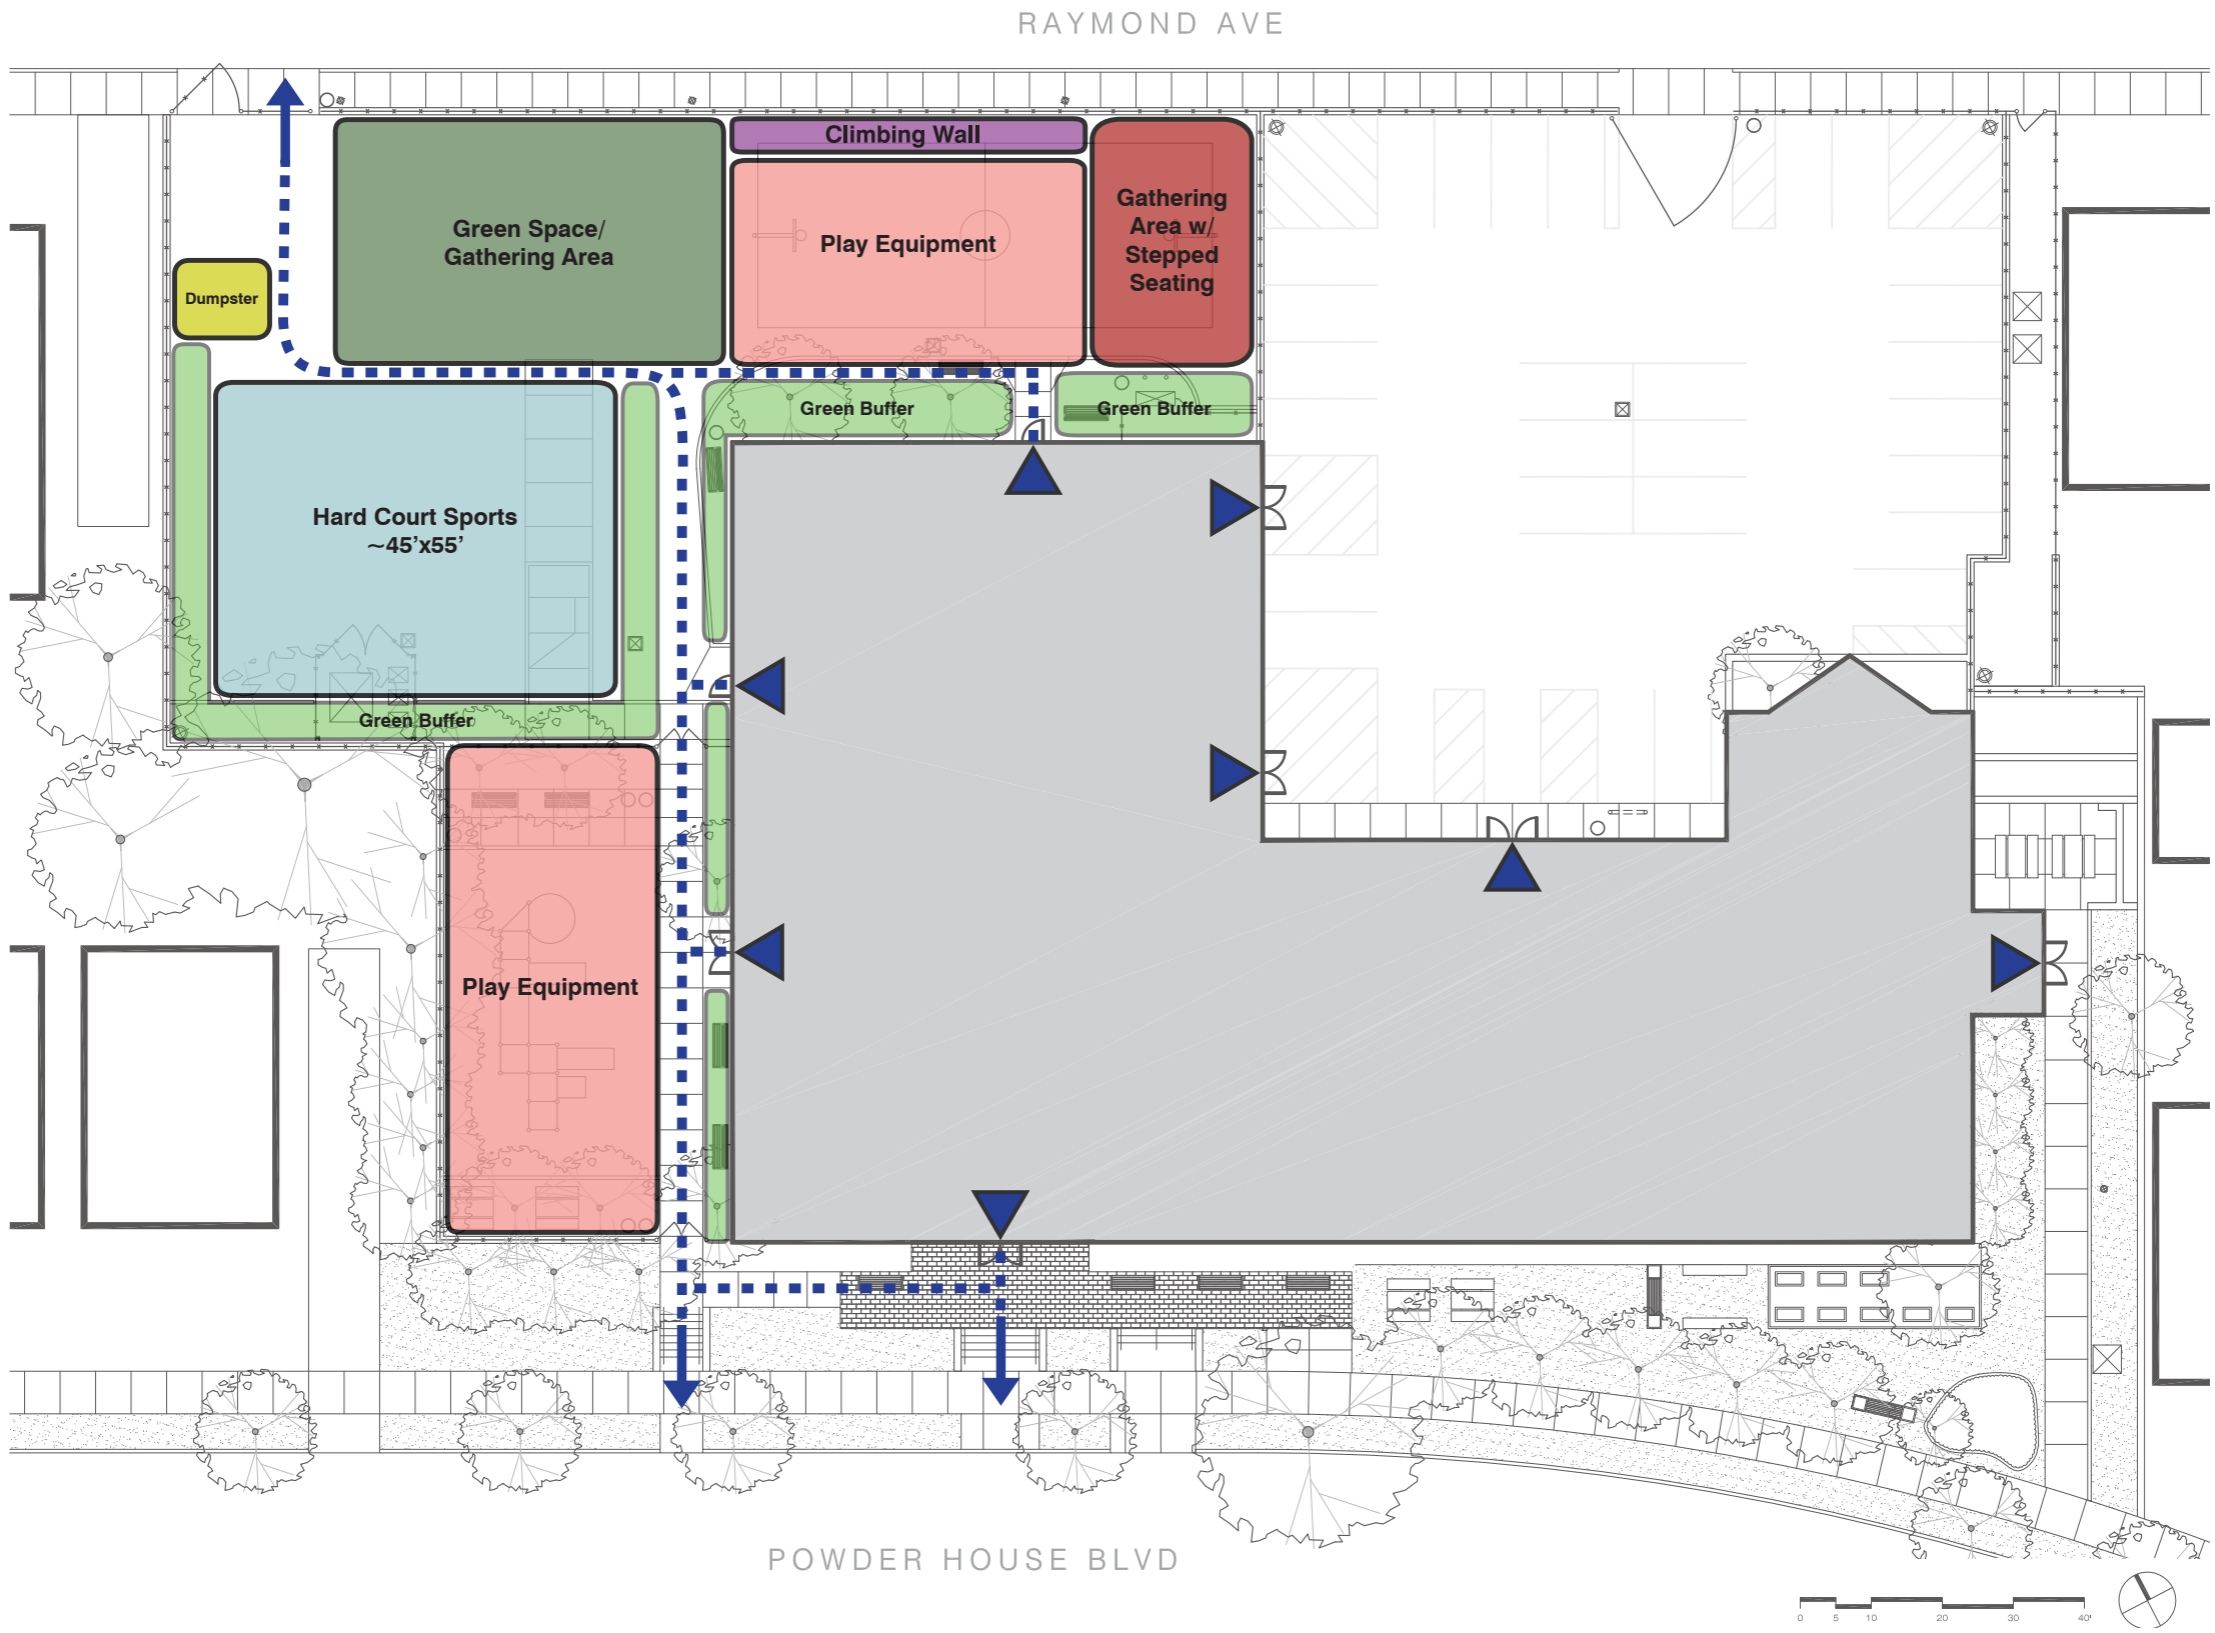 RAYMOND AVE
Climbing Wall
Green Space/
Gathering Area
Play Equipment
Gathering
Area w/
Stepped
Seating
Dumpster
Green Buffer
Green Buffer
Hard Court Sports
~45’x55’
Green Buffer
Play Equipment
POWDER HOUSE BLVD
0 5 10 20 30 40'